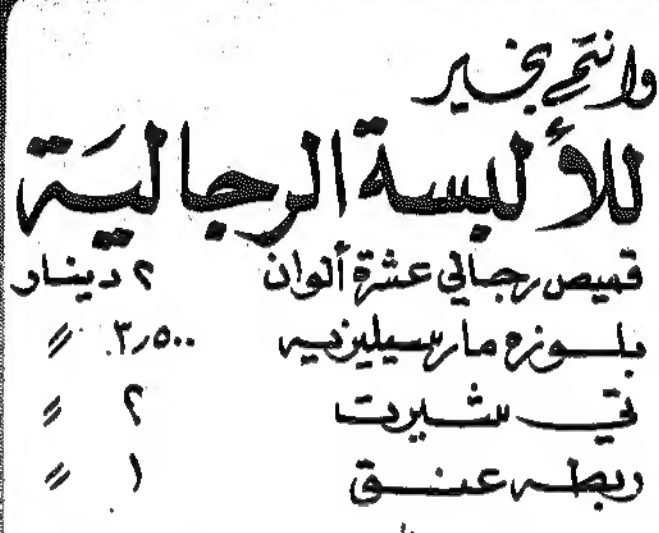 وانتم بخير
للألبسة الرجالية
قميص رجالي عشرة ألوان ٢ دينار
بلوزه مارسيليزيه ٣٫٥٠٠ 〃
تي شيرت ٢ 〃
ربطه عنق ١ 〃